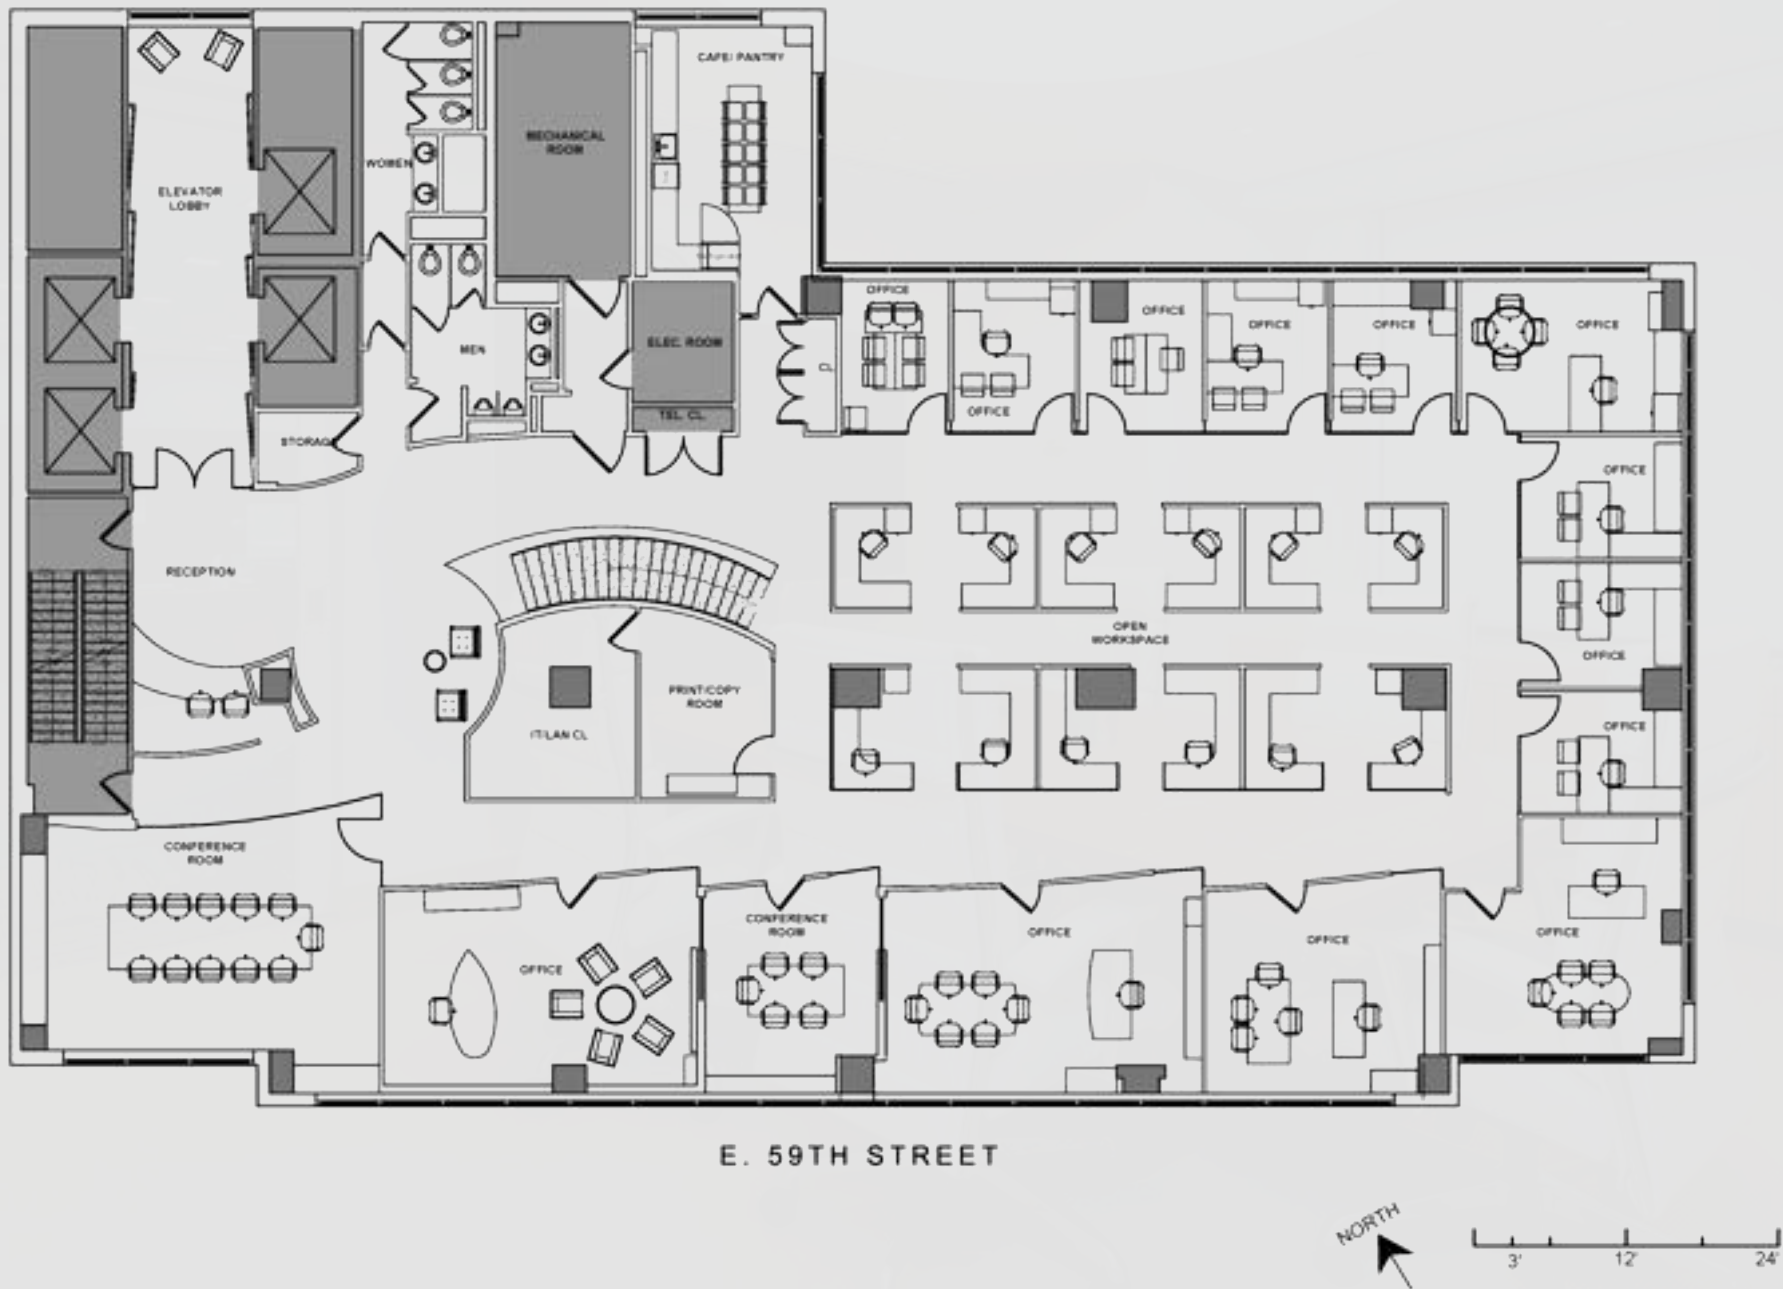 CAFE/ PANTRY
MECHANICAL
ROOM
WOMEN
ELEVATOR
LOBBY
OFFICE
OFFICE
OFFICE
OFFICE
OFFICE
ELEC. ROOM
MEN
OFFICE
TEL. CL.
STORAGE
OFFICE
RECEPTION
OPEN
WORKSPACE
OFFICE
PRINT/COPY
ROOM
IT/LAN CL
OFFICE
CONFERENCE
ROOM
CONFERENCE
ROOM
OFFICE
OFFICE
OFFICE
OFFICE
E. 59TH STREET
NORTH
3'
12'
24'